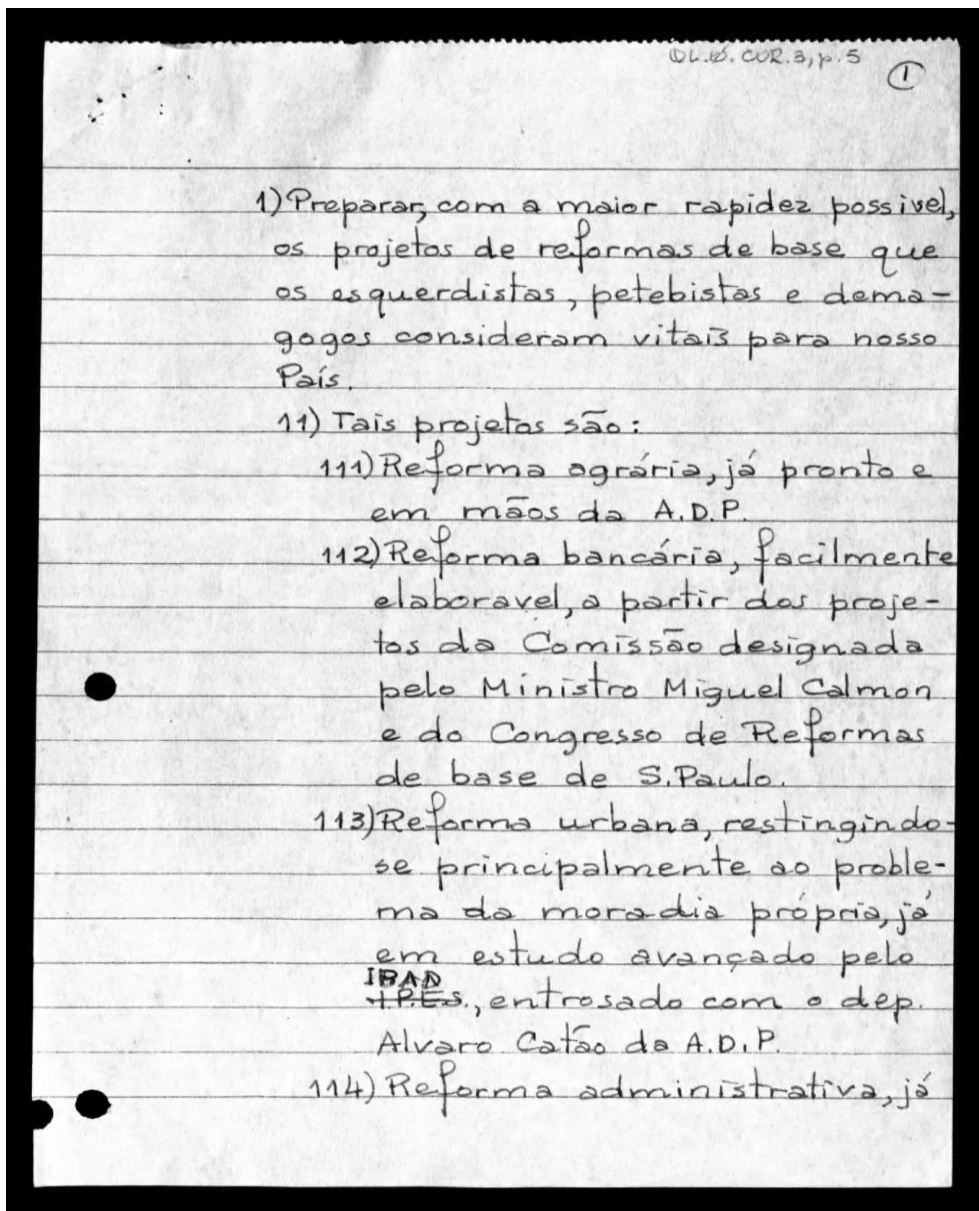 QL.Ø.COR.3, p.5
1
1) Preparar, com a maior rapidez possivel,
os projetos de reformas de base que
os esquerdistas, petebistas e dema-
gogos consideram vitais para nosso
País.
11) Tais projetos são:
111) Reforma agrária, já pronto e
em mãos da A.D.P.
112) Reforma bancária, facilmente
elaboravel, a partir dos proje-
tos da Comissão designada
pelo Ministro Miguel Calmon
e do Congresso de Reformas
de base de S.Paulo.
113) Reforma urbana, restingindo-
se principalmente ao proble-
ma da moradia própria, já
em estudo avançado pelo
IBAD
I.P.E.S., entrosado com o dep.
Alvaro Catão da A.D.P.
114) Reforma administrativa, já